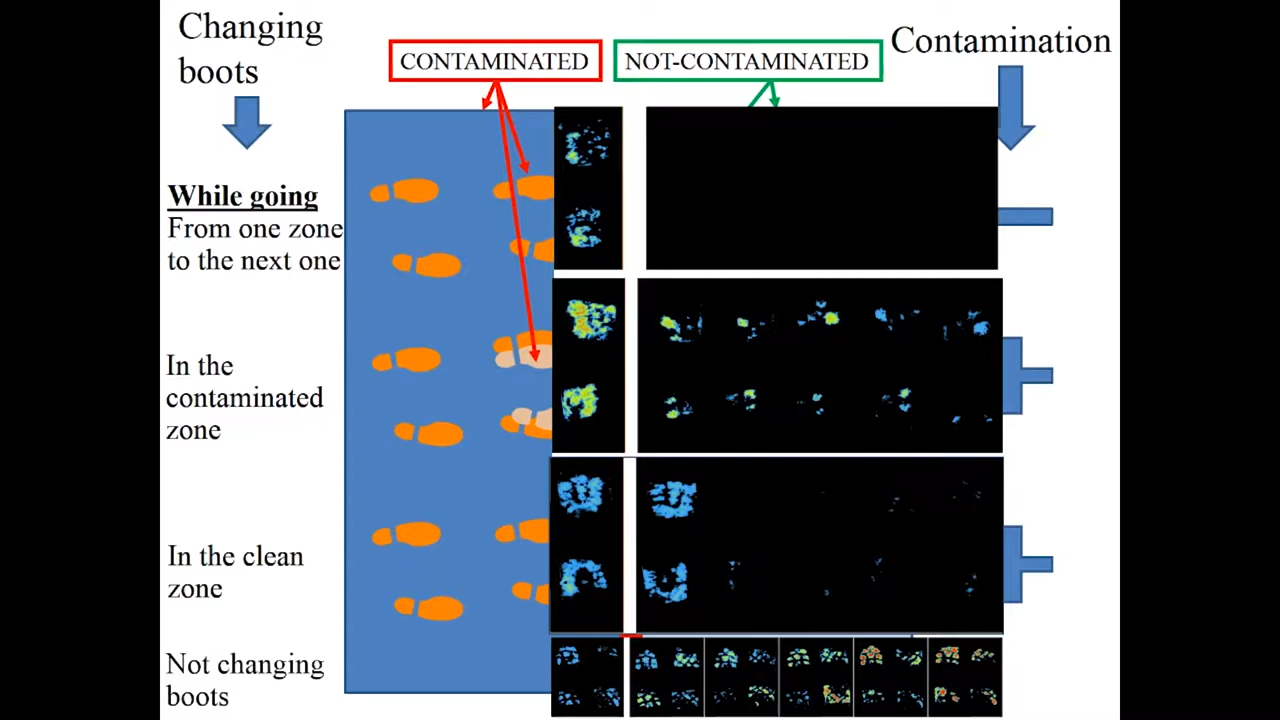 Changing
boots
CONTAMINATED
NOT-CONTAMINATED
Contamination
While going
From one zone
to the next one
In the
contaminated
zone
In the clean
zone
Not changing
boots